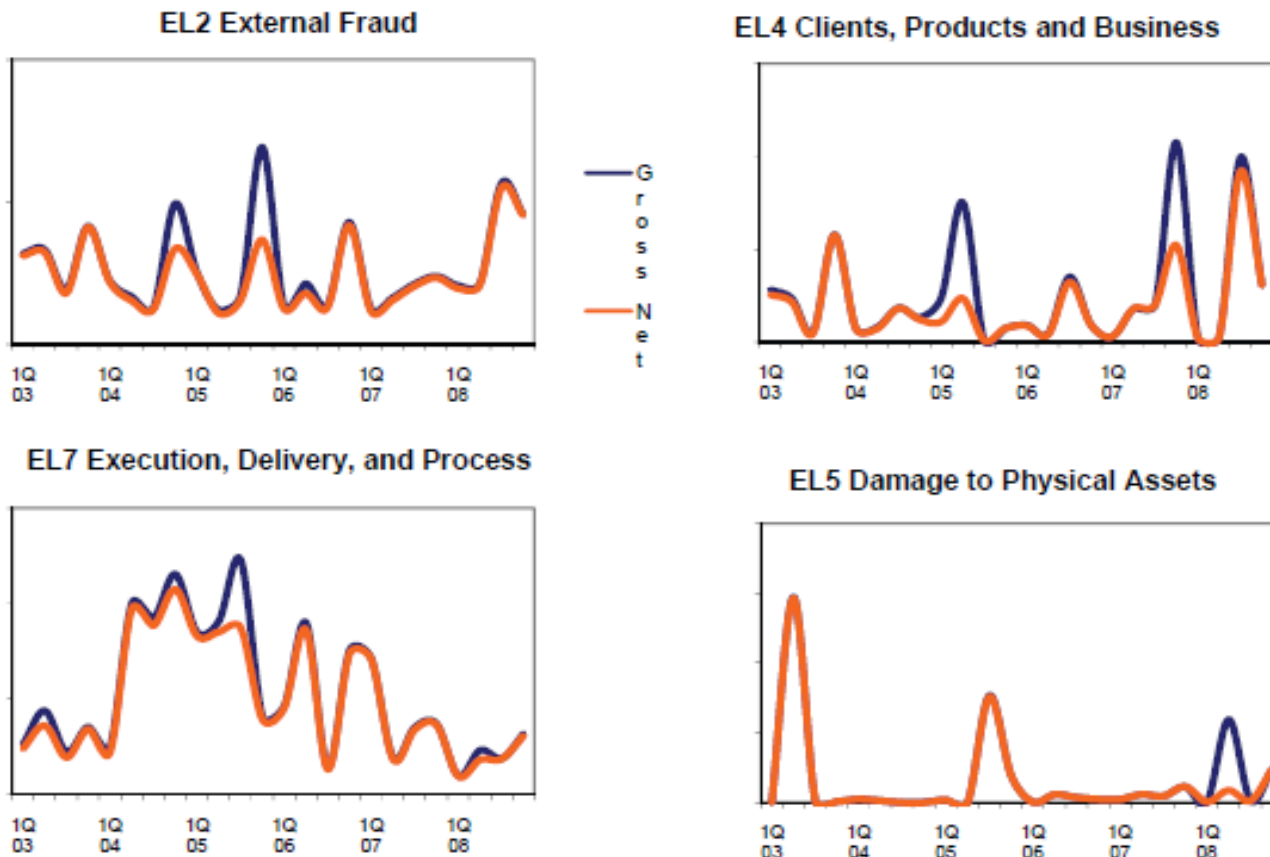 EL2 External Fraud
EL4 Clients, Products and Business
G
r
o
s
s
N
e
t
1Q 1Q 1Q 1Q 1Q 1Q
03 04 05 06 07 08
1Q 1Q 1Q 1Q 1Q 1Q
03 04 05 06 07 08
EL7 Execution, Delivery, and Process
EL5 Damage to Physical Assets
1Q 1Q 1Q 1Q 1Q 1Q
03 04 05 06 07 08
1Q 1Q 1Q 1Q 1Q 1Q
03 04 05 06 07 08